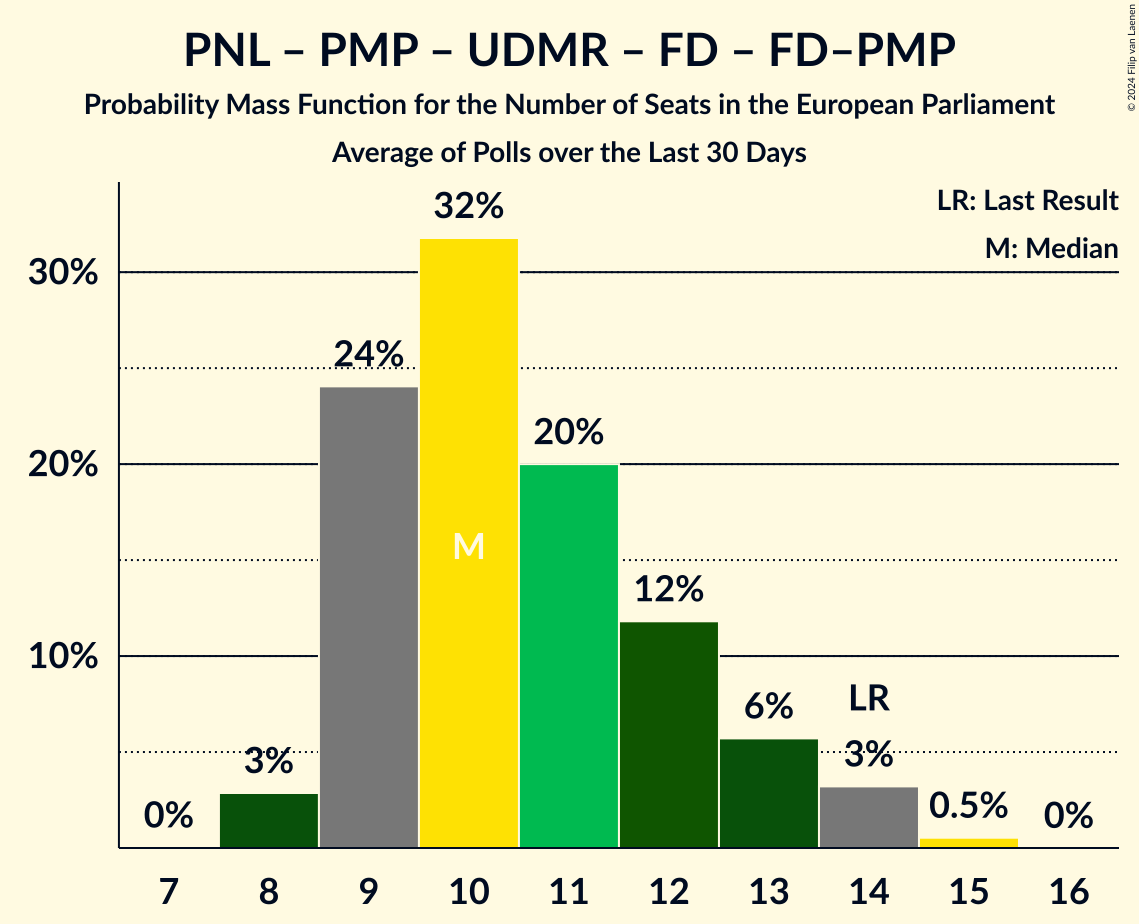 PNL – PMP – UDMR – FD – FD–PMP
Probability Mass Function for the Number of Seats in the European Parliament
Average of Polls over the Last 30 Days
© 2024 Filip van Laenen
LR: Last Result
M: Median
30%
20%
10%
0%
3%
24%
32%
M
20%
12%
6%
LR
3%
0.5%
0%
7 8 9 10 11 12 13 14 15 16